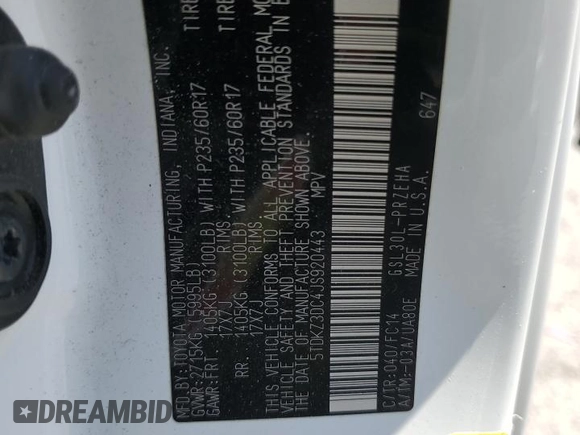 MFD. BY: TOYOTA MOTOR MANUFACTURING, INDIANA, INC.
GVWR: 2715KG( 5995LB)
GAWR: FRT. 1405KG( 3100LB) WITH P235/60R17 TIRE
17X7J RIMS,
RR. 1405KG( 3100LB) WITH P235/60R17 TIRE
17X7J RIMS,
THIS VEHICLE CONFORMS TO ALL APPLICABLE FEDERAL MO
VEHICLE SAFETY AND THEFT PREVENTION STANDARDS IN E
DATE OF MANUFACTURE SHOWN ABOVE.
5TDKZ3DC4JS920443 MPV
C/TR: 040/FC14 GSL30L-PRZEHA 647
A/TM: -03A/UA80E MADE IN U.S.A.
DREAMBID